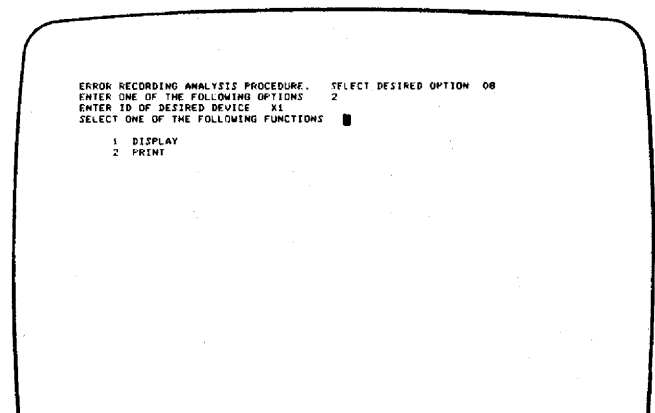 ERROR RECORDING ANALYSIS PROCEDURE. SELECT DESIRED OPTION 08
ENTER ONE OF THE FOLLOWING OPTIONS 2
ENTER ID OF DESIRED DEVICE X1
SELECT ONE OF THE FOLLOWING FUNCTIONS
1 DISPLAY
2 PRINT